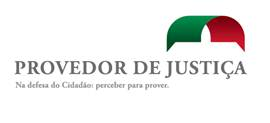 PROVEDOR DE JUSTIÇA
Na defesa do Cidadão: perceber para prover.